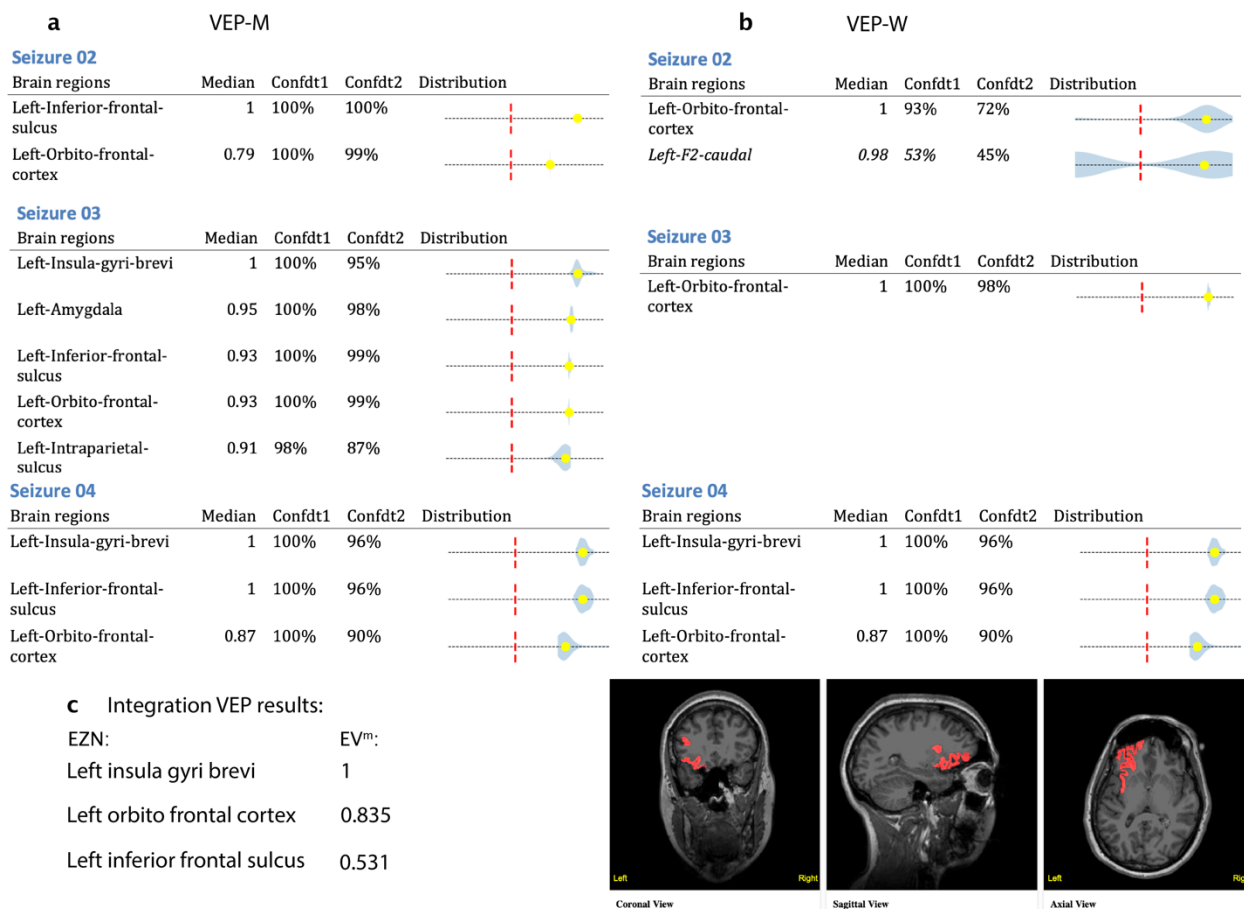 a VEP-M
Seizure 02
Brain regions Median Confdt1 Confdt2 Distribution
Left-Inferior-frontal- 1 100% 100%
sulcus
Left-Orbito-frontal- 0.79 100% 99%
cortex
Seizure 03
Brain regions Median Confdt1 Confdt2 Distribution
Left-Insula-gyri-brevi 1 100% 95%
Left-Amygdala 0.95 100% 98%
Left-Inferior-frontal- 0.93 100% 99%
sulcus
Left-Orbito-frontal- 0.93 100% 99%
cortex
Left-Intraparietal- 0.91 98% 87%
sulcus
Seizure 04
Brain regions Median Confdt1 Confdt2 Distribution
Left-Insula-gyri-brevi 1 100% 96%
Left-Inferior-frontal- 1 100% 96%
sulcus
Left-Orbito-frontal- 0.87 100% 90%
cortex
b VEP-W
Seizure 02
Brain regions Median Confdt1 Confdt2 Distribution
Left-Orbito-frontal- 1 93% 72%
cortex
Left-F2-caudal 0.98 53% 45%
Seizure 03
Brain regions Median Confdt1 Confdt2 Distribution
Left-Orbito-frontal- 1 100% 98%
cortex
Seizure 04
Brain regions Median Confdt1 Confdt2 Distribution
Left-Insula-gyri-brevi 1 100% 96%
Left-Inferior-frontal- 1 100% 96%
sulcus
Left-Orbito-frontal- 0.87 100% 90%
cortex
c Integration VEP results:
EZN: EVᵐ:
Left insula gyri brevi 1
Left orbito frontal cortex 0.835
Left inferior frontal sulcus 0.531
Left Right Left Right Left Righ
Coronal View Sagittal View Axial View